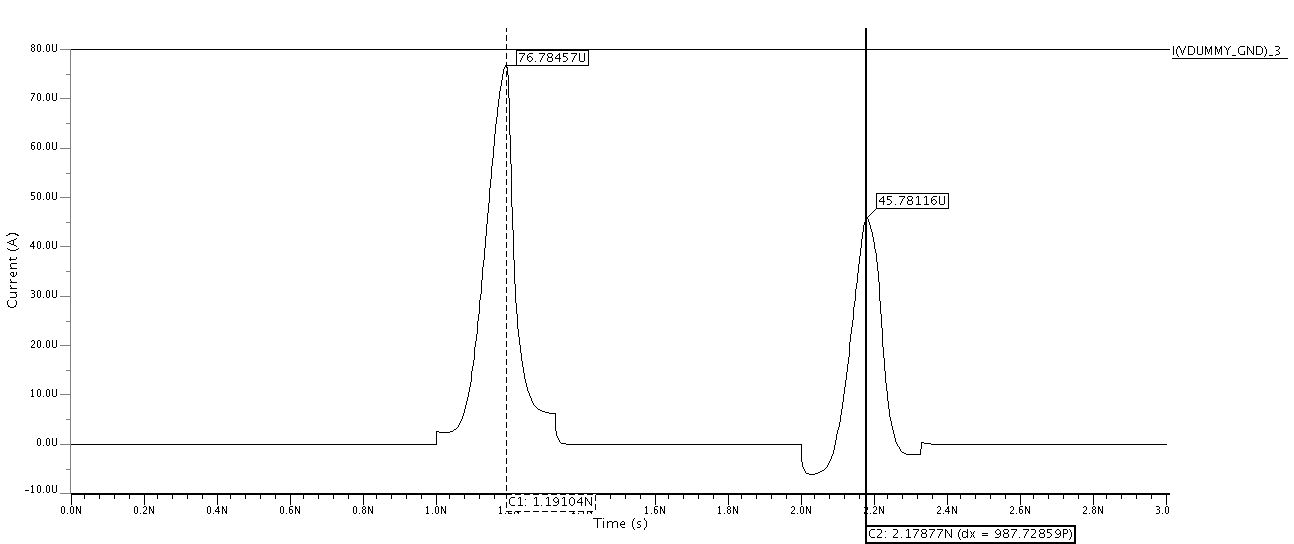 76.78457U
80.0U
I(VDUMMY_GND)_3
70.0U
60.0U
50.0U
45.78116U
40.0U
Current (A)
30.0U
20.0U
10.0U
0.0U
-10.0U
C1: 1.19104N
0.0N 0.2N 0.4N 0.6N 0.8N 1.0N 1.6N 1.8N 2.0N 2.2N 2.4N 2.6N 2.8N 3.0
Time (s)
C2: 2.17877N (dx = 987.72859P)